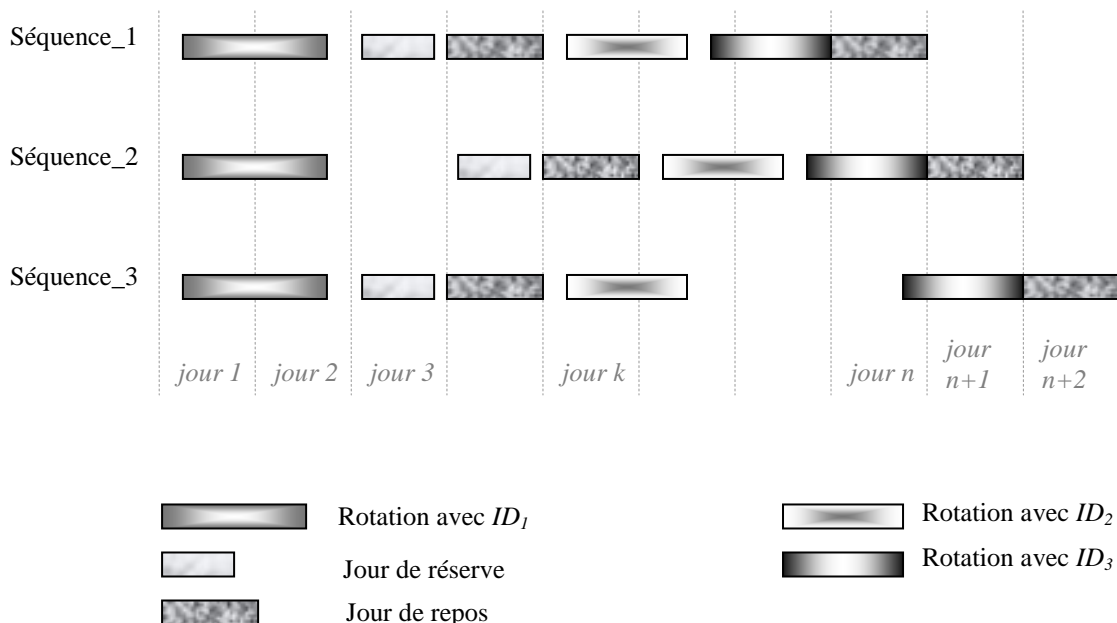 Séquence_1
Séquence_2
Séquence_3
jour 1 jour 2 jour 3 jour k jour n jour n+1 jour n+2
Rotation avec ID1
Rotation avec ID2
Jour de réserve
Rotation avec ID3
Jour de repos